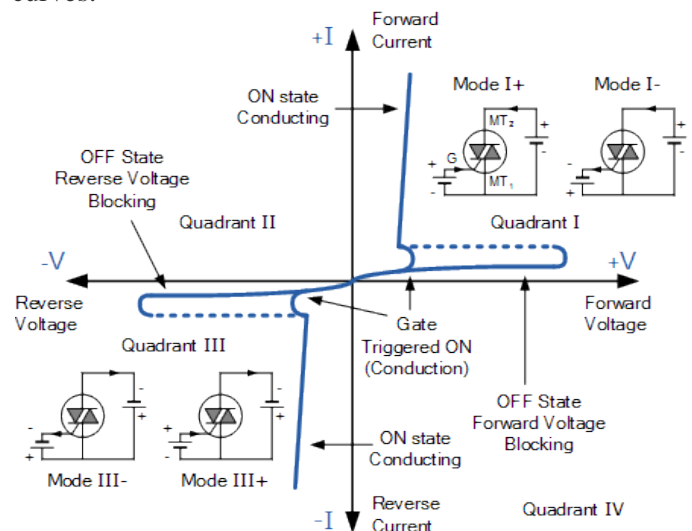 curves.
+I
Forward
Current
ON state
Conducting
Mode I+
Mode I-
MT2
+
-
+
G
-
MT1
+
-
-
+
OFF State
Reverse Voltage
Blocking
Quadrant II
Quadrant I
-V
+V
Reverse
Voltage
Forward
Voltage
Gate
Triggered ON
(Conduction)
Quadrant III
OFF State
Forward Voltage
Blocking
-
+
-
+
-
+
+
-
ON state
Conducting
Mode III-
Mode III+
-I
Reverse
Current
Quadrant IV